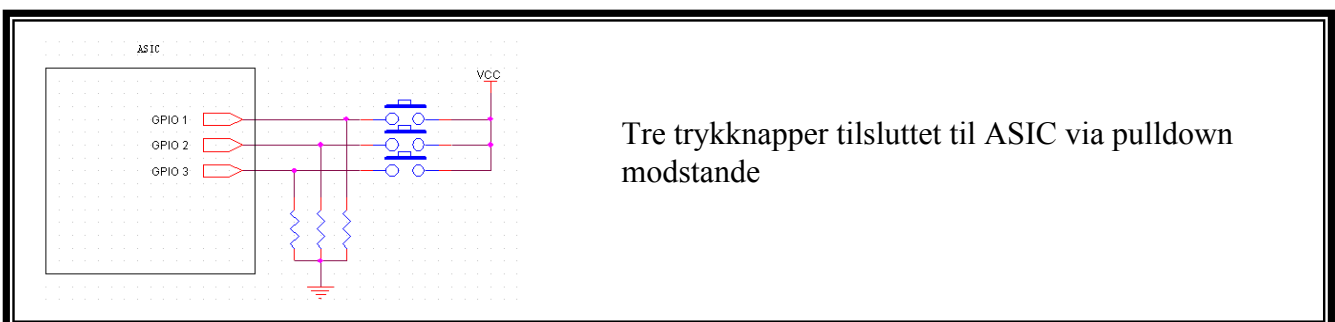 ASIC
VCC
GPIO 1
GPIO 2
GPIO 3
Tre trykknapper tilsluttet til ASIC via pulldown
modstande